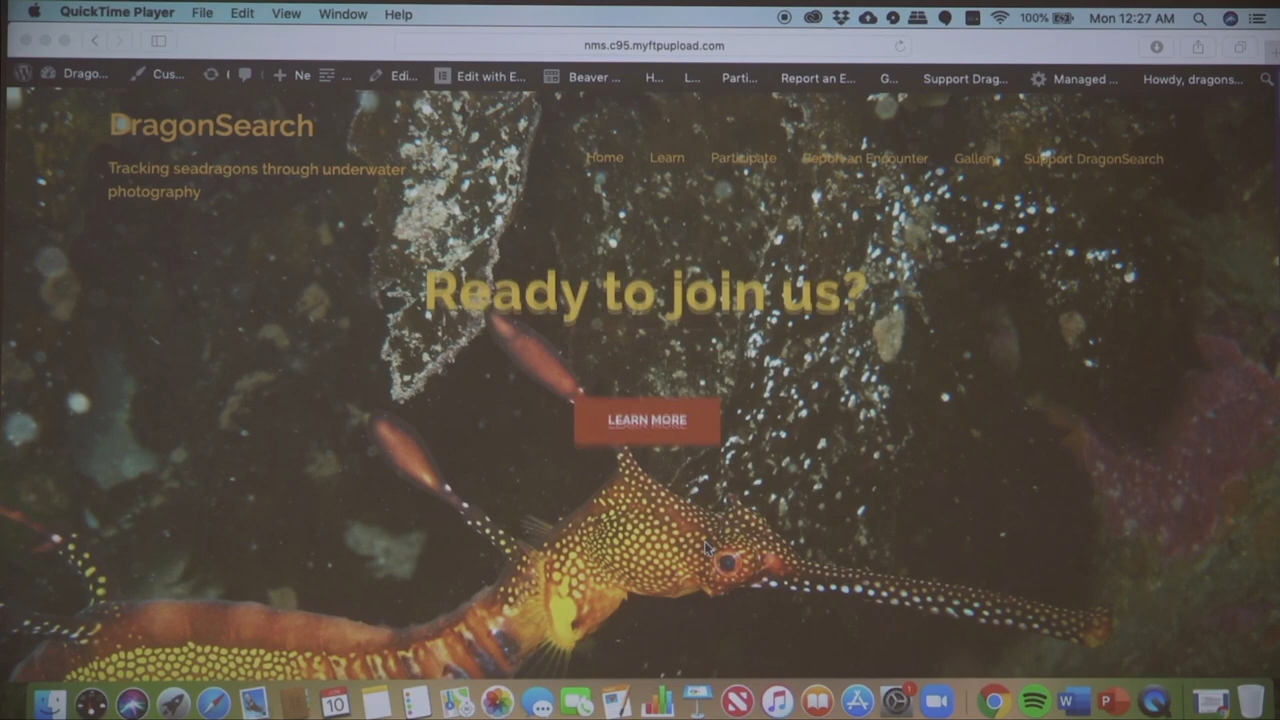 QuickTime Player File Edit View Window Help 100% Mon 12:27 AM
nms.c95.myftpupload.com
Drago... Cus... Ne ... Edi... Edit with E... Beaver ... H... L... Parti... Report an E... G... Support Drag... Managed ... Howdy, dragons...
DragonSearch
Tracking seadragons through underwater
photography
Home Learn Participate Report an Encounter Gallery Support DragonSearch
Ready to join us?
LEARN MORE
10